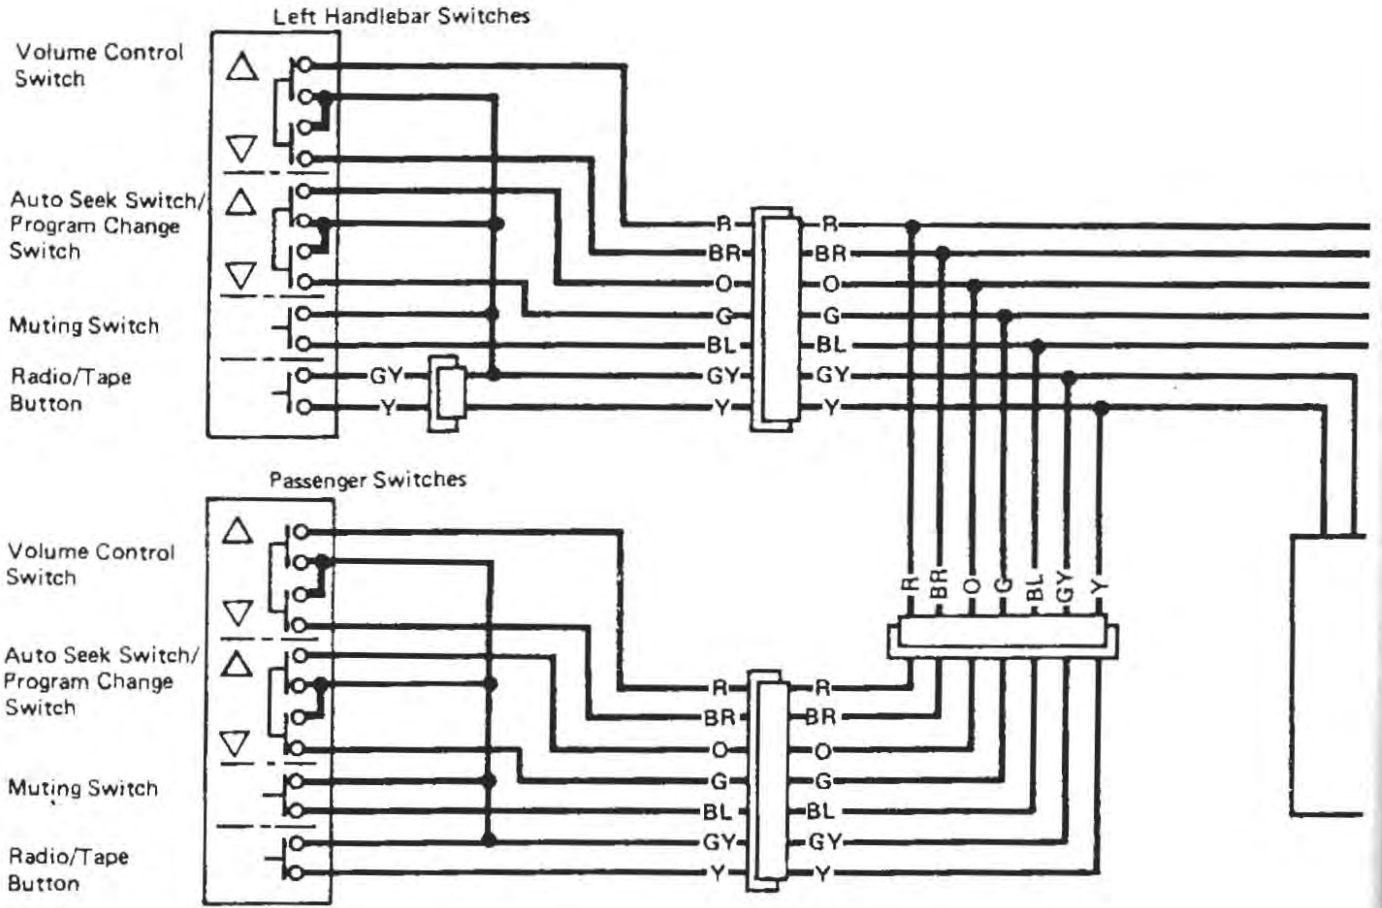 Left Handlebar Switches
Volume Control
Switch
Auto Seek Switch/
Program Change
Switch
Muting Switch
Radio/Tape
Button
R
BR
O
G
BL
GY
Y
GY
Y
R
BR
O
G
BL
GY
Y
R
BR
O
G
BL
GY
Y
Passenger Switches
Volume Control
Switch
Auto Seek Switch/
Program Change
Switch
Muting Switch
Radio/Tape
Button
R
BR
O
G
BL
GY
Y
R
BR
O
G
BL
GY
Y